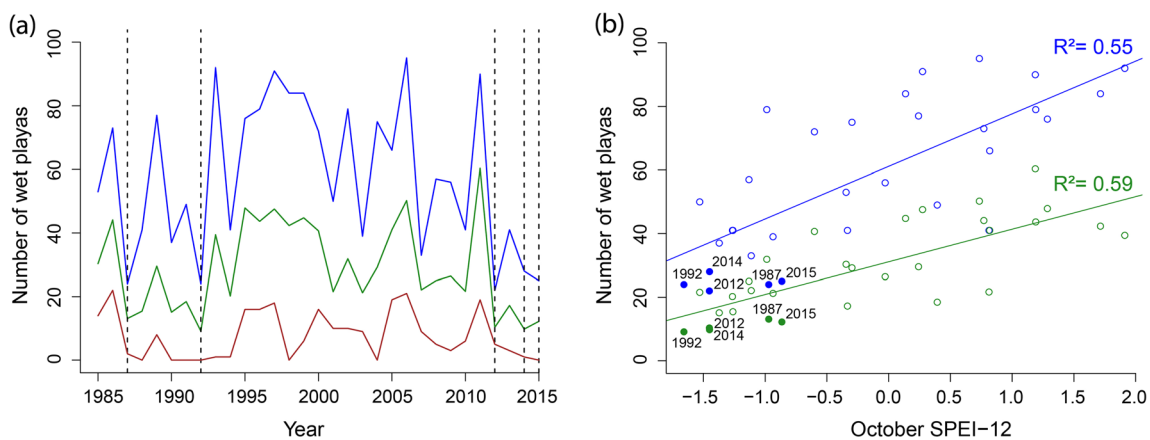 (a)
Number of wet playas
100
80
60
40
20
0
1985 1990 1995 2000 2005 2010 2015
Year
(b)
Number of wet playas
100
80
60
40
20
0
R²= 0.55
R²= 0.59
2014
1992
2012
1987
2015
1987
2015
2012
2014
1992
−1.5 −1.0 −0.5 0.0 0.5 1.0 1.5 2.0
October SPEI−12